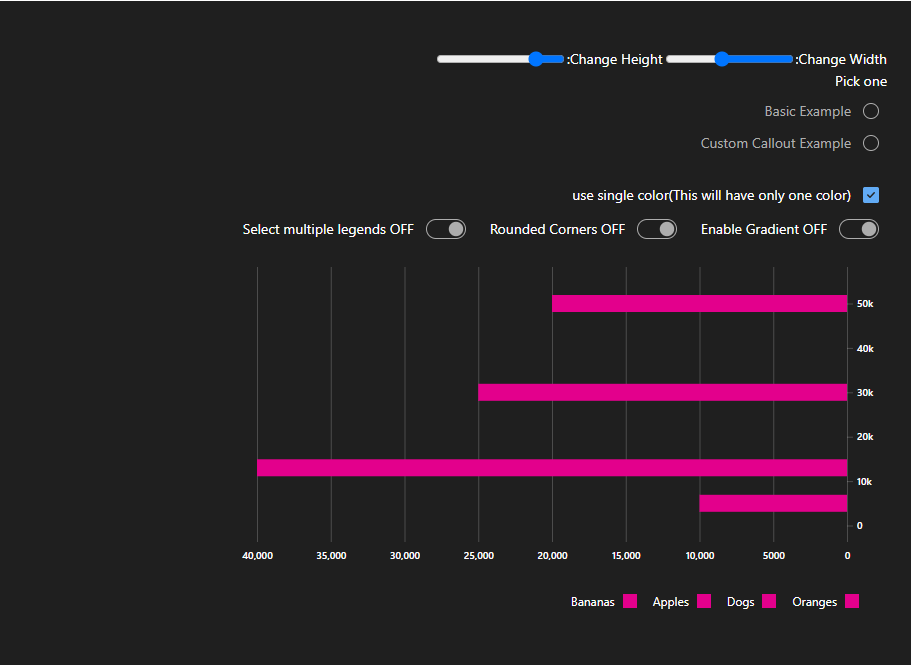 :Change Height :Change Width
Pick one
Basic Example
Custom Callout Example
use single color(This will have only one color)
Select multiple legends OFF Rounded Corners OFF Enable Gradient OFF
50k
40k
30k
20k
10k
0
40,000 35,000 30,000 25,000 20,000 15,000 10,000 5000 0
Bananas Apples Dogs Oranges